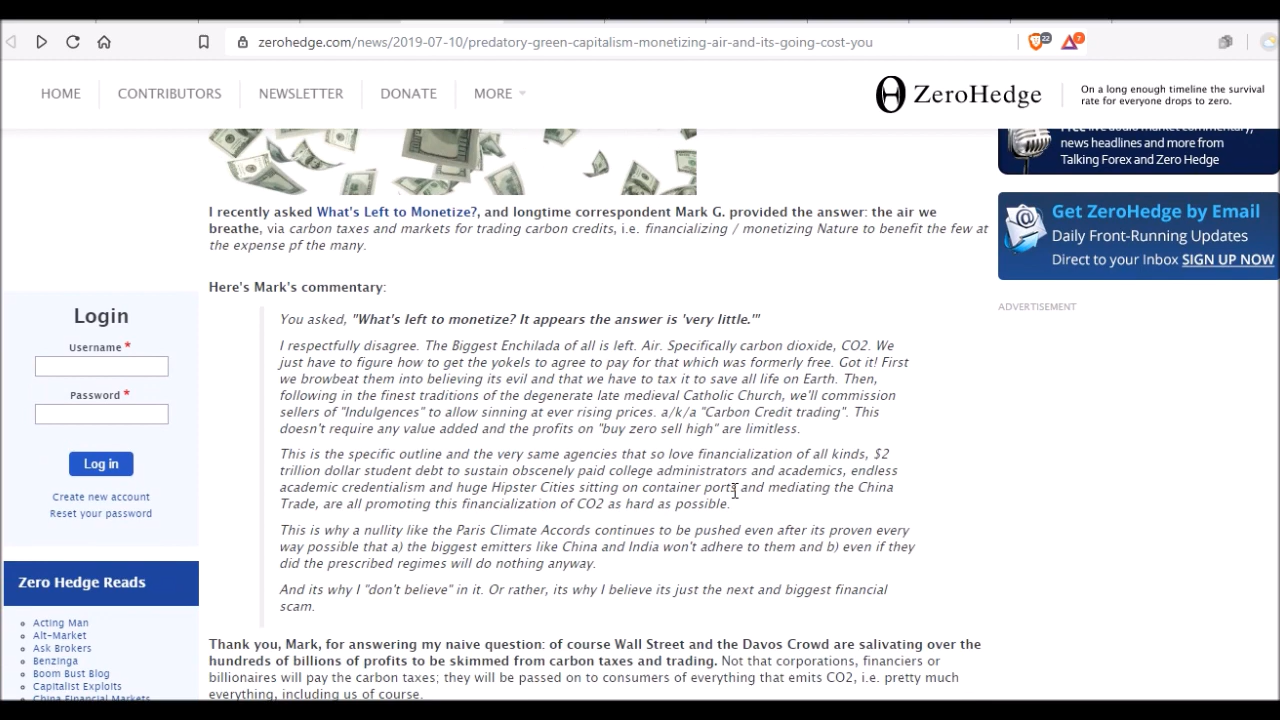 zerohedge.com/news/2019-07-10/predatory-green-capitalism-monetizing-air-and-its-going-cost-you
22
7
HOME
CONTRIBUTORS
NEWSLETTER
DONATE
MORE
ZeroHedge
On a long enough timeline the survival
rate for everyone drops to zero.
FREE live audio market commentary,
news headlines and more from
Talking Forex and Zero Hedge
Get ZeroHedge by Email
Daily Front-Running Updates
Direct to your Inbox SIGN UP NOW
ADVERTISEMENT
I recently asked What's Left to Monetize?, and longtime correspondent Mark G. provided the answer: the air we
breathe, via carbon taxes and markets for trading carbon credits, i.e. financializing / monetizing Nature to benefit the few at
the expense pf the many.
Here's Mark's commentary:
You asked, "What's left to monetize? It appears the answer is 'very little.'"
I respectfully disagree. The Biggest Enchilada of all is left. Air. Specifically carbon dioxide, CO2. We
just have to figure how to get the yokels to agree to pay for that which was formerly free. Got it! First
we browbeat them into believing its evil and that we have to tax it to save all life on Earth. Then,
following in the finest traditions of the degenerate late medieval Catholic Church, we'll commission
sellers of "Indulgences" to allow sinning at ever rising prices. a/k/a "Carbon Credit trading". This
doesn't require any value added and the profits on "buy zero sell high" are limitless.
This is the specific outline and the very same agencies that so love financialization of all kinds, $2
trillion dollar student debt to sustain obscenely paid college administrators and academics, endless
academic credentialism and huge Hipster Cities sitting on container ports and mediating the China
Trade, are all promoting this financialization of CO2 as hard as possible.
This is why a nullity like the Paris Climate Accords continues to be pushed even after its proven every
way possible that a) the biggest emitters like China and India won't adhere to them and b) even if they
did the prescribed regimes will do nothing anyway.
And its why I "don't believe" in it. Or rather, its why I believe its just the next and biggest financial
scam.
Thank you, Mark, for answering my naive question: of course Wall Street and the Davos Crowd are salivating over the
hundreds of billions of profits to be skimmed from carbon taxes and trading. Not that corporations, financiers or
billionaires will pay the carbon taxes; they will be passed on to consumers of everything that emits CO2, i.e. pretty much
everything, including us of course.
Login
Username *
Password *
Log in
Create new account
Reset your password
Zero Hedge Reads
Acting Man
Alt-Market
Ask Brokers
Benzinga
Boom Bust Blog
Capitalist Exploits
China Financial Markets